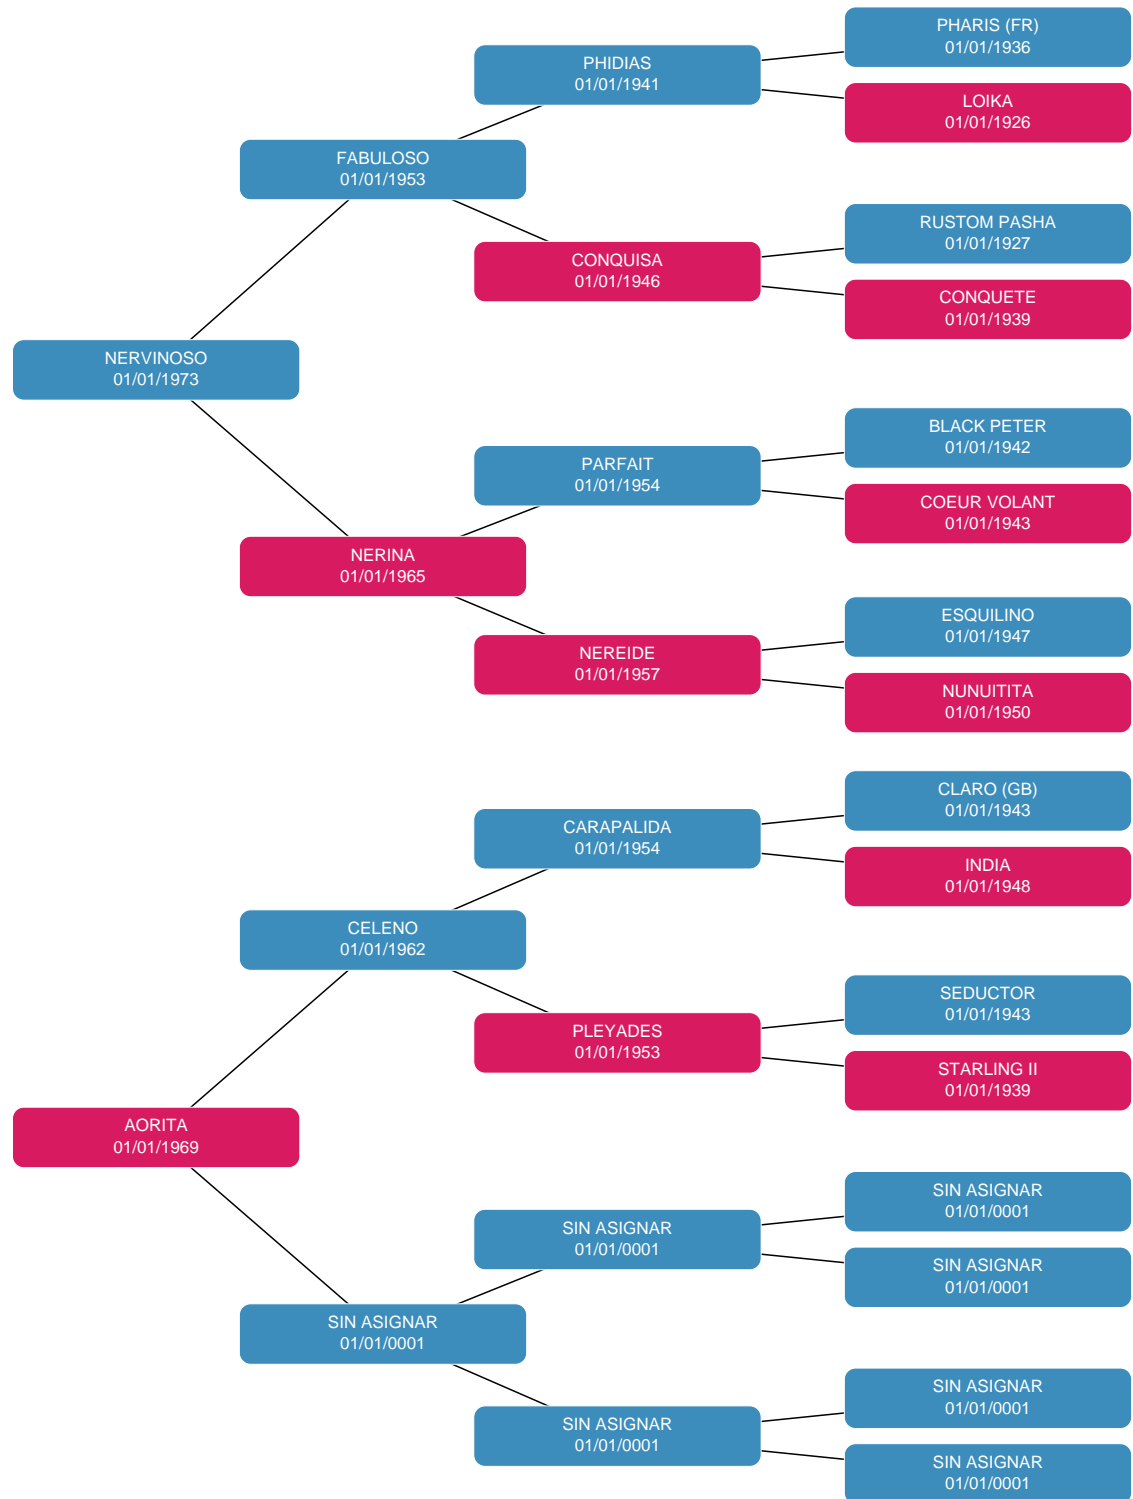 PHARIS (FR)
01/01/1936
PHIDIAS
01/01/1941
LOIKA
01/01/1926
FABULOSO
01/01/1953
RUSTOM PASHA
01/01/1927
CONQUISA
01/01/1946
CONQUETE
01/01/1939
NERVINOSO
01/01/1973
BLACK PETER
01/01/1942
PARFAIT
01/01/1954
COEUR VOLANT
01/01/1943
NERINA
01/01/1965
ESQUILINO
01/01/1947
NEREIDE
01/01/1957
NUNUITITA
01/01/1950
CLARO (GB)
01/01/1943
CARAPALIDA
01/01/1954
INDIA
01/01/1948
CELENO
01/01/1962
SEDUCTOR
01/01/1943
PLEYADES
01/01/1953
STARLING II
01/01/1939
AORITA
01/01/1969
SIN ASIGNAR
01/01/0001
SIN ASIGNAR
01/01/0001
SIN ASIGNAR
01/01/0001
SIN ASIGNAR
01/01/0001
SIN ASIGNAR
01/01/0001
SIN ASIGNAR
01/01/0001
SIN ASIGNAR
01/01/0001